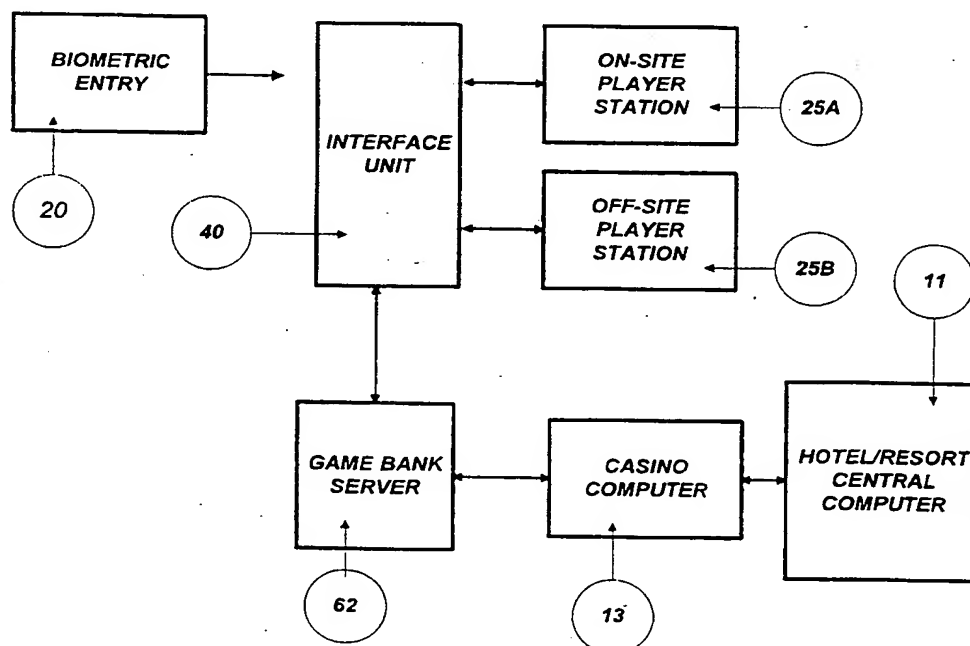 BIOMETRIC
ENTRY
20
INTERFACE
UNIT
40
ON-SITE
PLAYER
STATION
25A
OFF-SITE
PLAYER
STATION
25B
11
GAME BANK
SERVER
62
CASINO
COMPUTER
13
HOTEL/RESORT
CENTRAL
COMPUTER